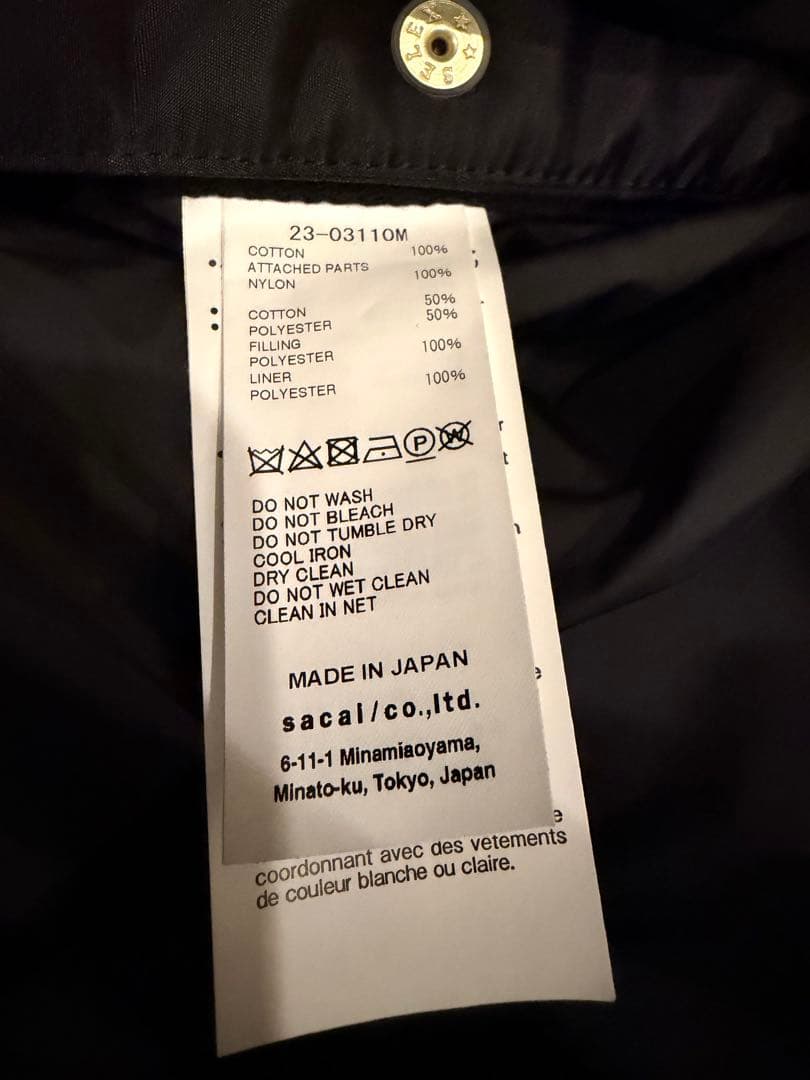 23-03110M
COTTON 100%
ATTACHED PARTS
NYLON 100%
COTTON 50%
POLYESTER 50%
FILLING
POLYESTER 100%
LINER
POLYESTER 100%
P W
DO NOT WASH
DO NOT BLEACH
DO NOT TUMBLE DRY
COOL IRON
DRY CLEAN
DO NOT WET CLEAN
CLEAN IN NET
MADE IN JAPAN
sacai/co.,ltd.
6-11-1 Minamiaoyama,
Minato-ku, Tokyo, Japan
coordonnant avec des vetements
de couleur blanche ou claire.